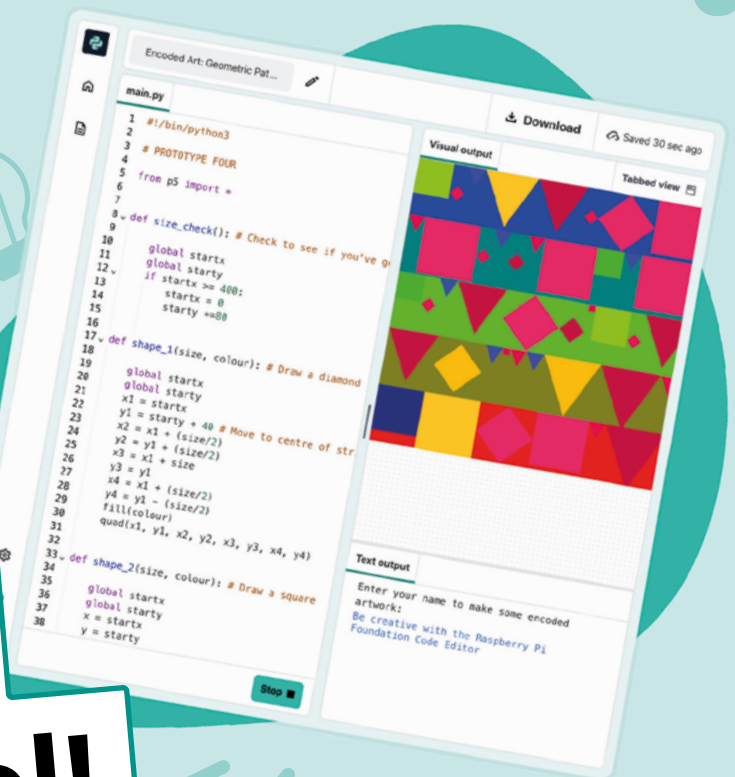 Encoded Art: Geometric Pat...
main.py
Download
Saved 30 sec ago
1 #!/bin/python3
2
3 # PROTOTYPE FOUR
4
5 from p5 import *
6
7
8 def size_check(): # Check to see if you've
9
10 global startx
11 global starty
12 if startx >= 400:
13 startx = 0
14 starty +=80
15
16
17 def shape_1(size, colour): # Draw a diamond
18
19 global startx
20 global starty
21 x1 = startx
22 y1 = starty + 40 # Move to centre of str
23 x2 = x1 + (size/2)
24 y2 = y1 + (size/2)
25 x3 = x1 + size
26 y3 = y1
27 x4 = x1 + (size/2)
28 y4 = y1 - (size/2)
29 fill(colour)
30 quad(x1, y1, x2, y2, x3, y3, x4, y4)
31
32
33 def shape_2(size, colour): # Draw a square
34
35 global startx
36 global starty
37 x = startx
38 y = starty
Stop
Visual output
Tabbed view
Text output
Enter your name to make some encoded
artwork:
Be creative with the Raspberry Pi
Foundation Code Editor